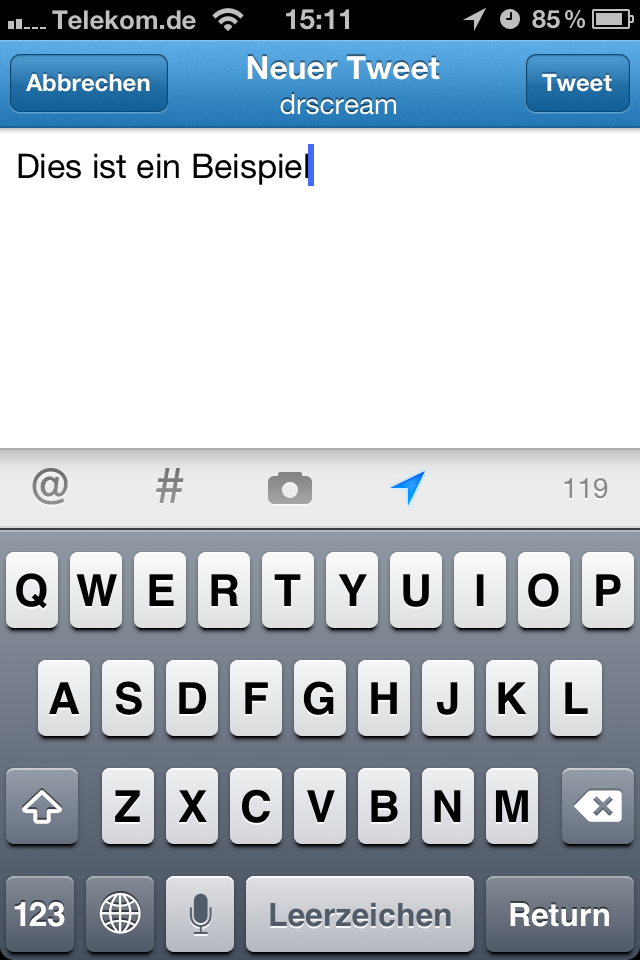 Telekom.de 15:11 85 %
Abbrechen Neuer Tweet Tweet
drscream
Dies ist ein Beispiel
@ # 119
Q W E R T Y U I O P
A S D F G H J K L
Z X C V B N M
123 Leerzeichen Return